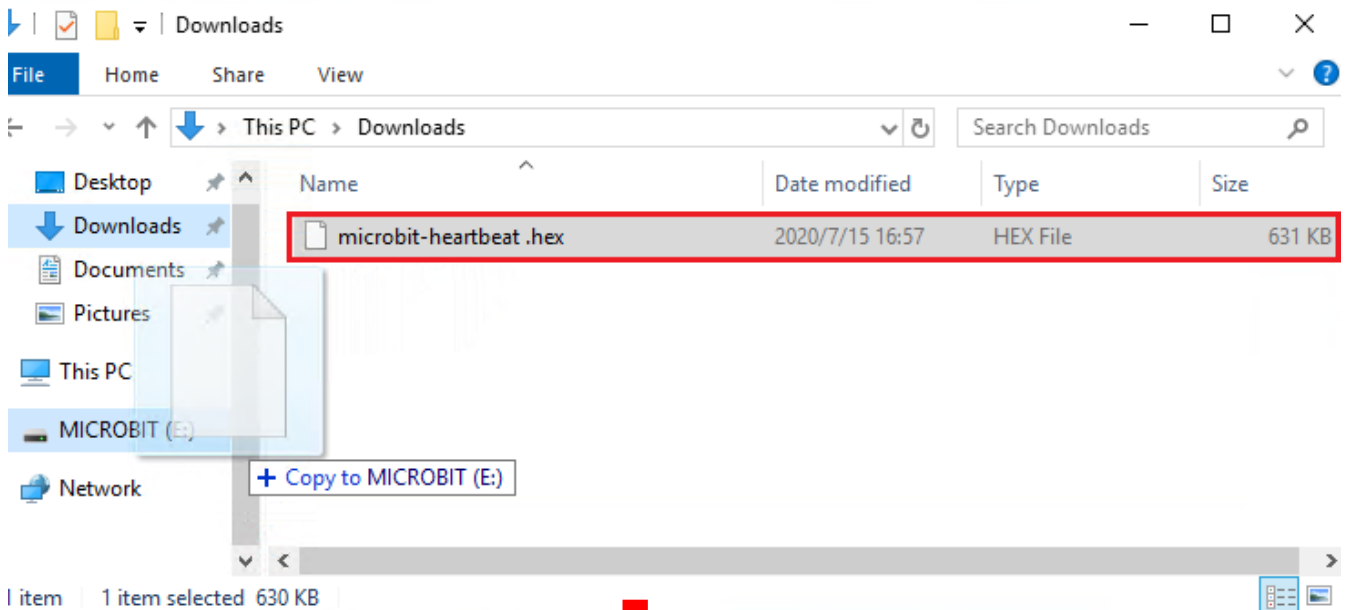 Downloads
File Home Share View
This PC > Downloads
Search Downloads
Name Date modified Type Size
Desktop
Downloads
microbit-heartbeat .hex 2020/7/15 16:57 HEX File 631 KB
Documents
Pictures
This PC
MICROBIT (E:)
+ Copy to MICROBIT (E:)
Network
item 1 item selected 630 KB